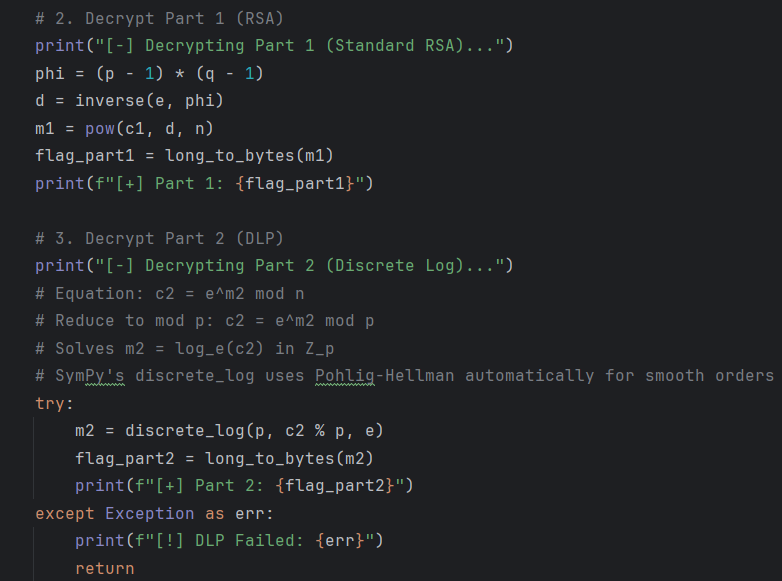 # 2. Decrypt Part 1 (RSA)
print("[-] Decrypting Part 1 (Standard RSA)...")
phi = (p - 1) * (q - 1)
d = inverse(e, phi)
m1 = pow(c1, d, n)
flag_part1 = long_to_bytes(m1)
print(f"[+] Part 1: {flag_part1}")

# 3. Decrypt Part 2 (DLP)
print("[-] Decrypting Part 2 (Discrete Log)...")
# Equation: c2 = e^m2 mod n
# Reduce to mod p: c2 = e^m2 mod p
# Solves m2 = log_e(c2) in Z_p
# SymPy's discrete_log uses Pohlig-Hellman automatically for smooth orders
try:
    m2 = discrete_log(p, c2 % p, e)
    flag_part2 = long_to_bytes(m2)
    print(f"[+] Part 2: {flag_part2}")
except Exception as err:
    print(f"[!] DLP Failed: {err}")
    return